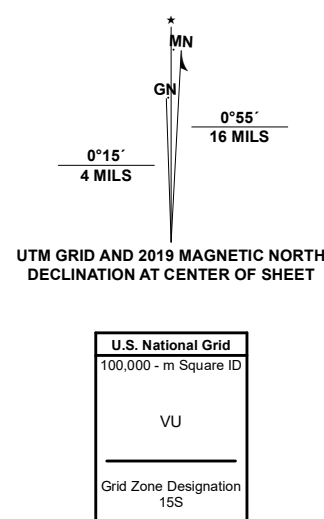 ★
MN
GN
0°55´
16 MILS
0°15´
4 MILS
UTM GRID AND 2019 MAGNETIC NORTH
DECLINATION AT CENTER OF SHEET
U.S. National Grid
100,000 - m Square ID
VU
Grid Zone Designation
15S